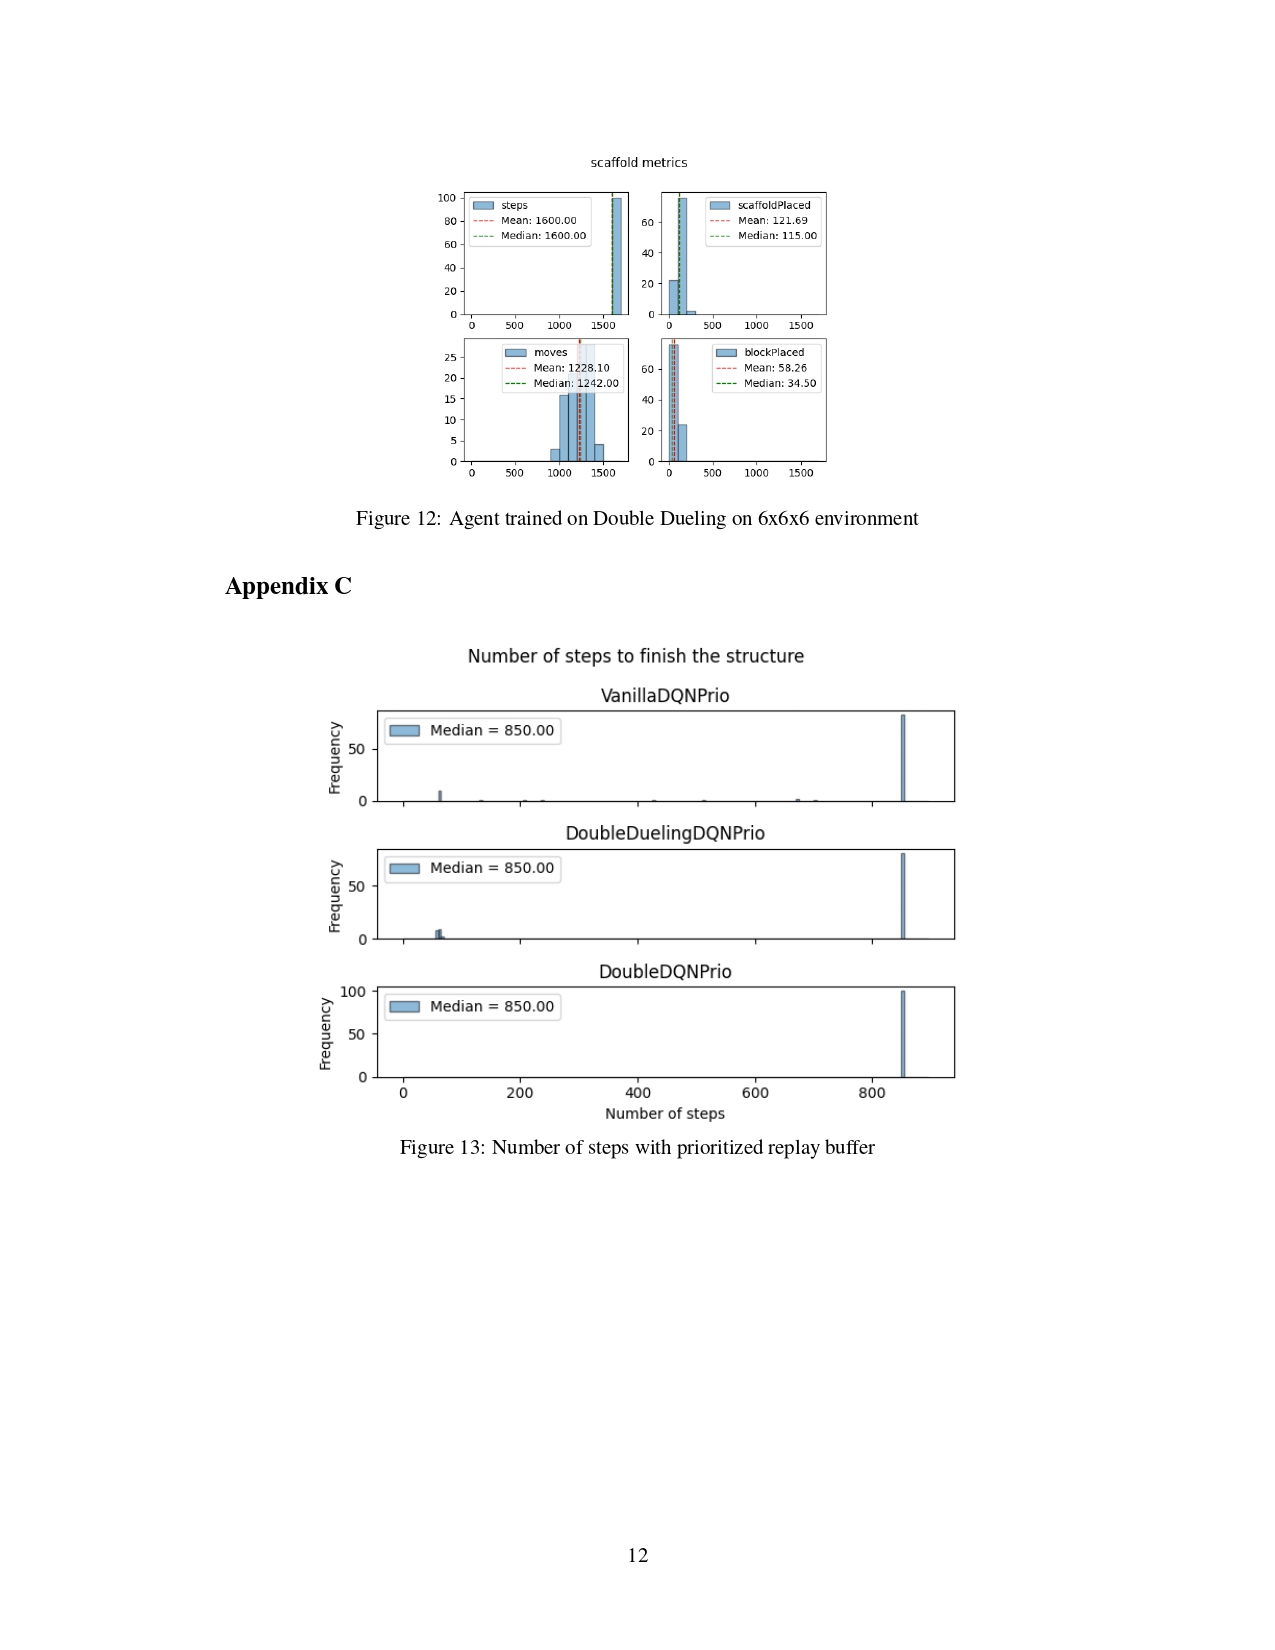 scaffold metrics
100
80
60
40
20
0
steps
Mean: 1600.00
Median: 1600.00
0 500 1000 1500
60
40
20
0
scaffoldPlaced
Mean: 121.69
Median: 115.00
0 500 1000 1500
25
20
15
10
5
0
moves
Mean: 1228.10
Median: 1242.00
0 500 1000 1500
60
40
20
0
blockPlaced
Mean: 58.26
Median: 34.50
0 500 1000 1500
Figure 12: Agent trained on Double Dueling on 6x6x6 environment
Appendix C
Number of steps to finish the structure
VanillaDQNPrio
Frequency
50
0
Median = 850.00
DoubleDuelingDQNPrio
Frequency
50
0
Median = 850.00
DoubleDQNPrio
Frequency
100
50
0
Median = 850.00
0 200 400 600 800
Number of steps
Figure 13: Number of steps with prioritized replay buffer
12